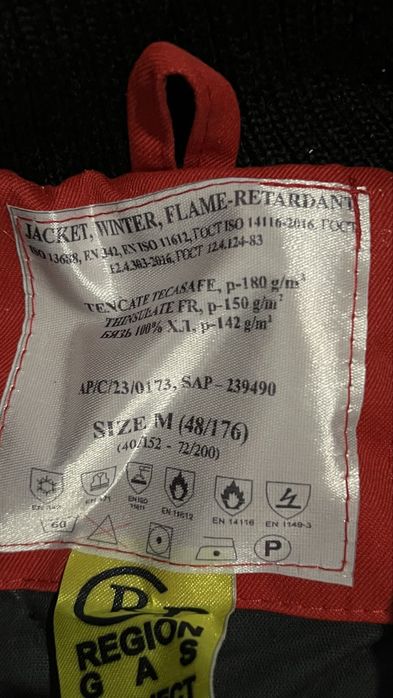 JACKET, WINTER, FLAME-RETARDANT
ISO 13688, EN 342, EN ISO 11612, ГОСТ ISO 14116-2016, ГОСТ
12.4.303-2016, ГОСТ 12.4.124-83
TENCATE TECASAFE, p-180 g/m²
THINSULATE FR, p-150 g/m²
БЯЗЬ 100% ХЛ, p-142 g/m²
AP/C/23/0173, SAP – 239490
SIZE M (48/176)
(40/152 - 72/200)
EN ISO
11611
EN 11612
EN 14116
EN 1149-3
60
P
D
REGION
GAS